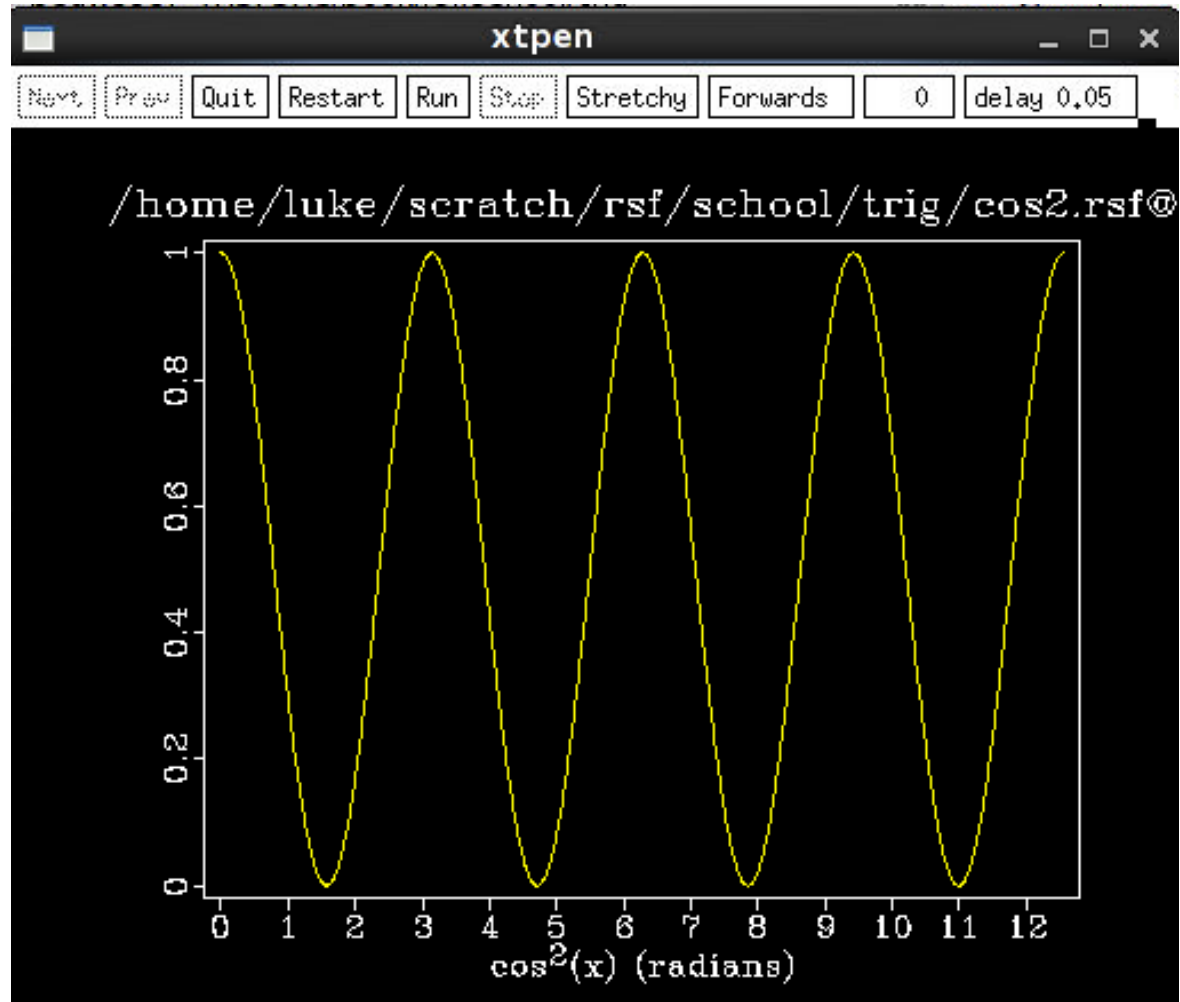 xtpen
Next Prev Quit Restart Run Stop Stretchy Forwards 0 delay 0.05
/home/luke/scratch/rsf/school/trig/cos2.rsf@
1
0.8
0.6
0.4
0.2
0
0 1 2 3 4 5 6 7 8 9 10 11 12
cos²(x) (radians)